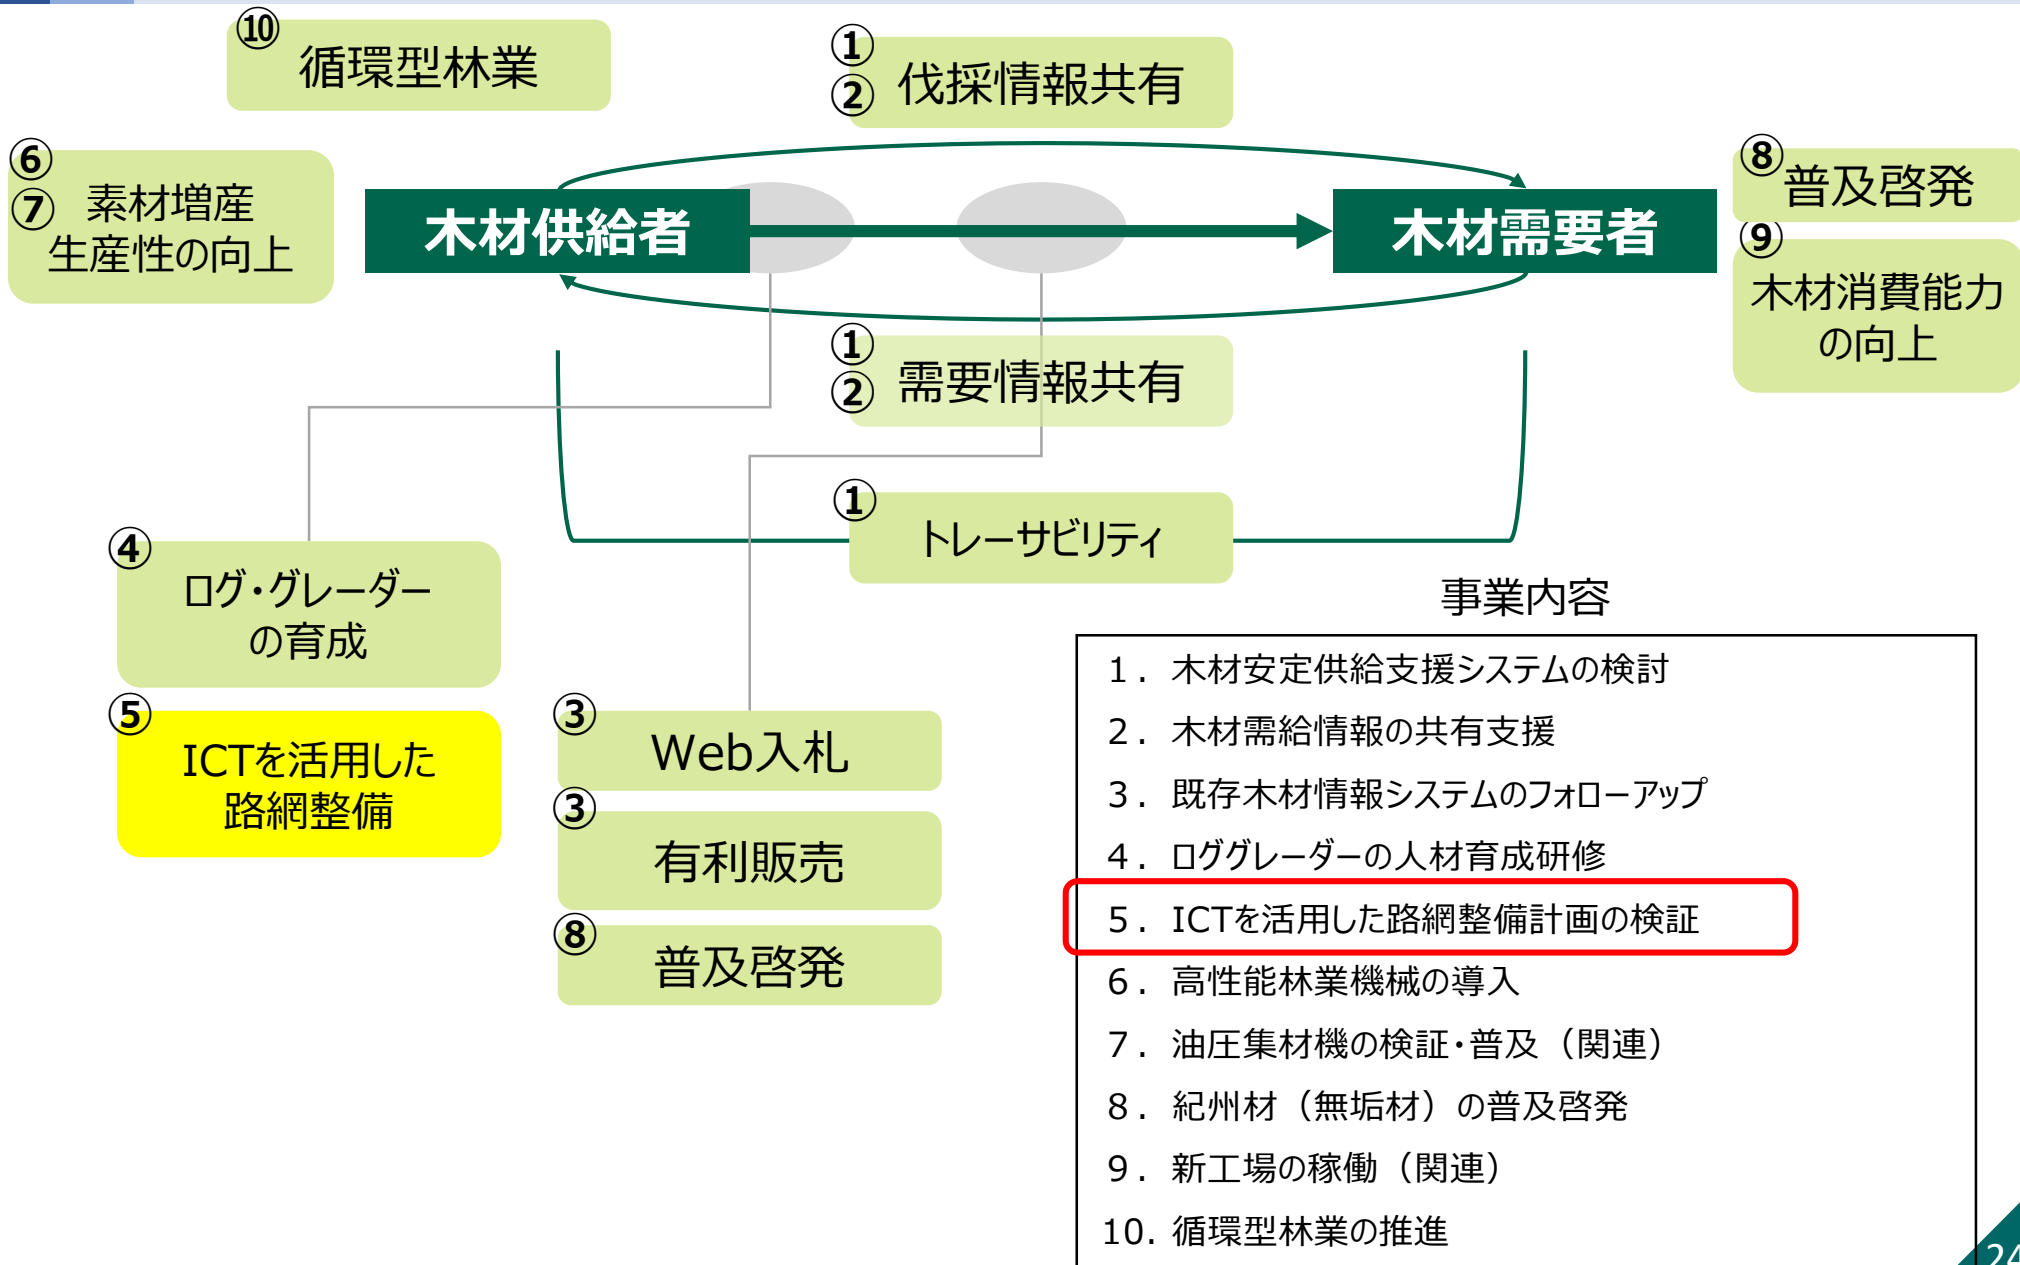 ⑩
循環型林業
①
②
伐採情報共有
⑥
⑦
素材増産
生産性の向上
木材供給者
木材需要者
⑧
普及啓発
⑨
木材消費能力
の向上
①
②
需要情報共有
①
トレーサビリティ
④
ログ・グレーダー
の育成
⑤
ICTを活用した
路網整備
③
Web入札
③
有利販売
⑧
普及啓発
事業内容
1. 木材安定供給支援システムの検討
2. 木材需給情報の共有支援
3. 既存木材情報システムのフォローアップ
4. ロググレーダーの人材育成研修
5. ICTを活用した路網整備計画の検証
6. 高性能林業機械の導入
7. 油圧集材機の検証・普及（関連）
8. 紀州材（無垢材）の普及啓発
9. 新工場の稼働（関連）
10. 循環型林業の推進
24